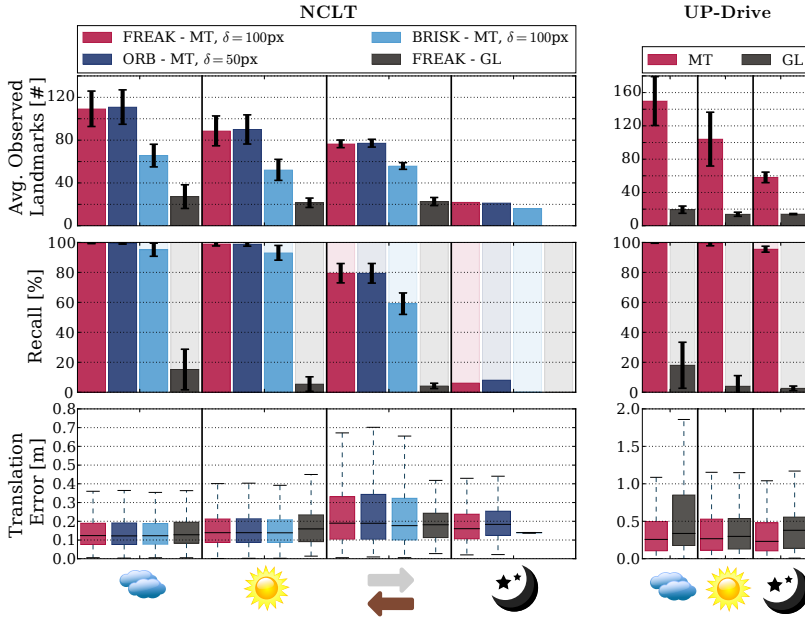 NCLT
UP-Drive
FREAK - MT, δ = 100px
BRISK - MT, δ = 100px
ORB - MT, δ = 50px
FREAK - GL
MT
GL
Avg. Observed
Landmarks [#]
120
80
40
0
160
120
80
40
0
Recall [%]
100
80
60
40
20
0
100
80
60
40
20
0
Translation
Error [m]
0.8
0.7
0.6
0.5
0.4
0.3
0.2
0.1
0.0
2.0
1.5
1.0
0.5
0.0